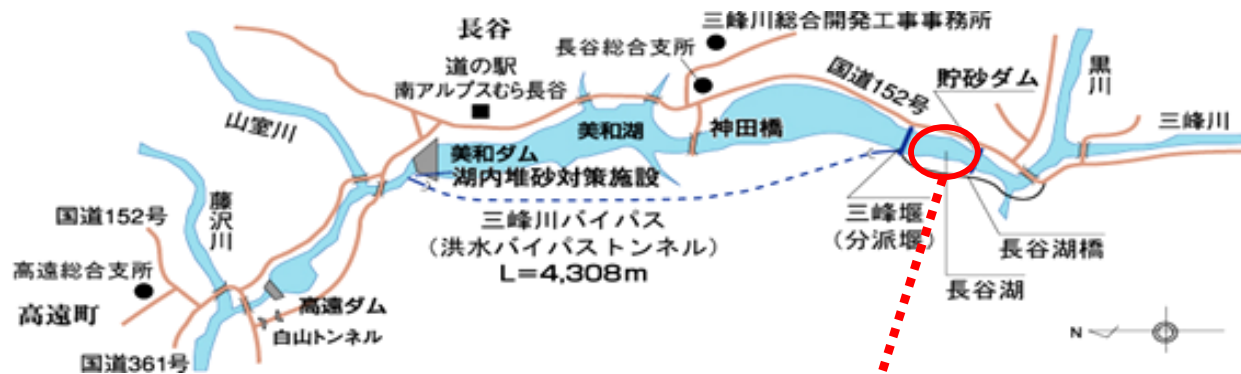 三峰川総合開発工事事務所
長谷
長谷総合支所
道の駅
南アルプスむら長谷
国道152号
貯砂ダム
黒川
三峰川
山室川
美和湖
神田橋
美和ダム
湖内堆砂対策施設
藤沢川
国道152号
三峰川バイパス
（洪水バイパストンネル）
L=4,308m
三峰堰
（分派堰）
長谷湖橋
長谷湖
高遠総合支所
高遠町
高遠ダム
白山トンネル
国道361号
N